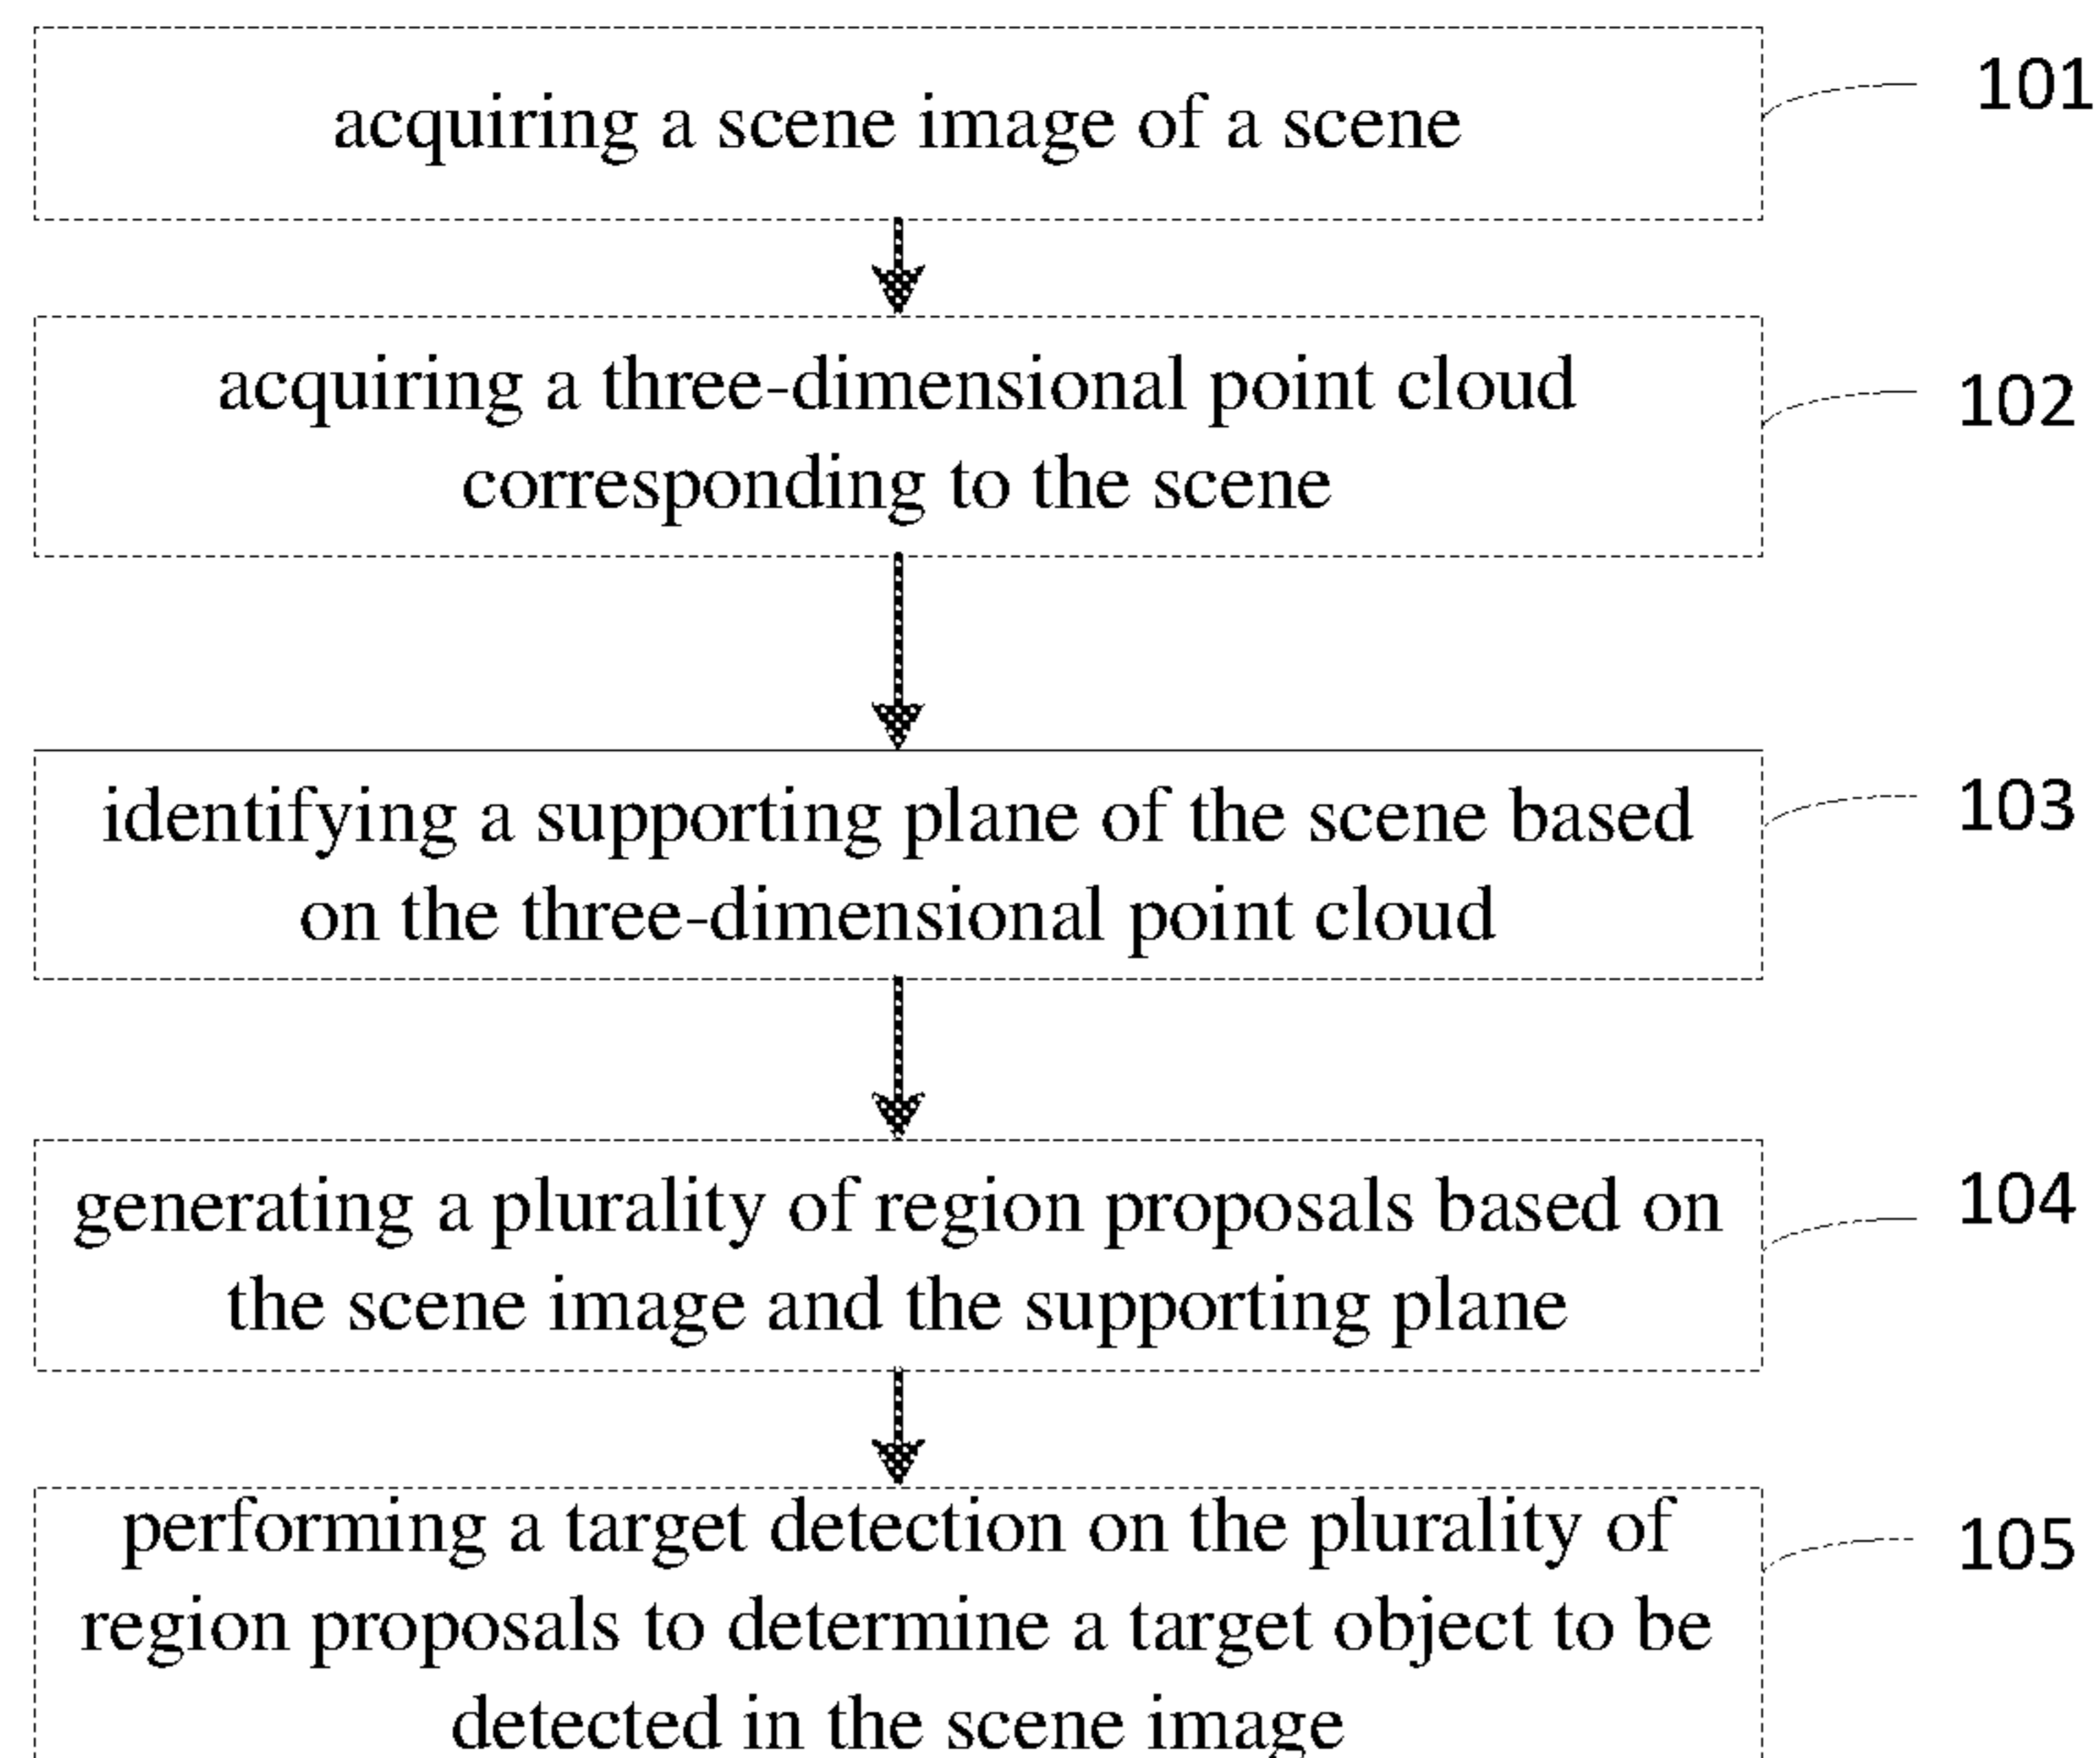 acquiring a scene image of a scene
101
acquiring a three-dimensional point cloud
corresponding to the scene
102
identifying a supporting plane of the scene based
on the three-dimensional point cloud
103
generating a plurality of region proposals based on
the scene image and the supporting plane
104
performing a target detection on the plurality of
region proposals to determine a target object to be
detected in the scene image
105